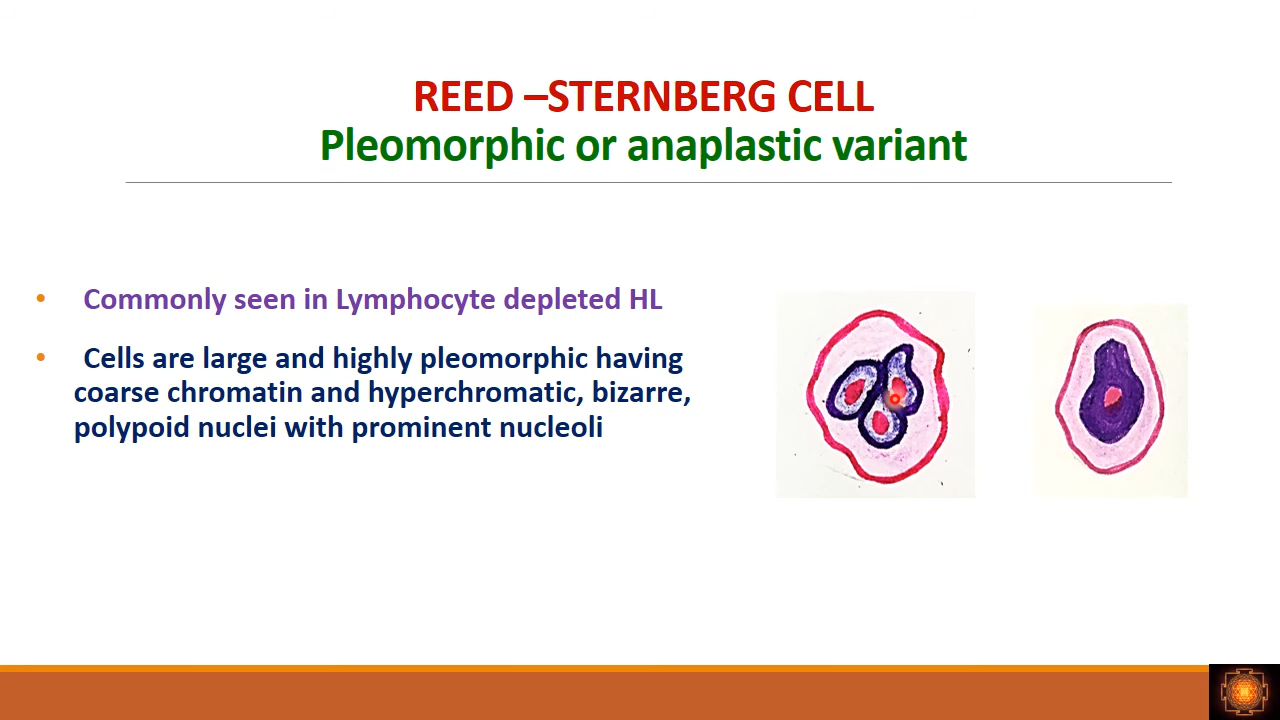 REED –STERNBERG CELL
Pleomorphic or anaplastic variant
• Commonly seen in Lymphocyte depleted HL
• Cells are large and highly pleomorphic having
coarse chromatin and hyperchromatic, bizarre,
polypoid nuclei with prominent nucleoli